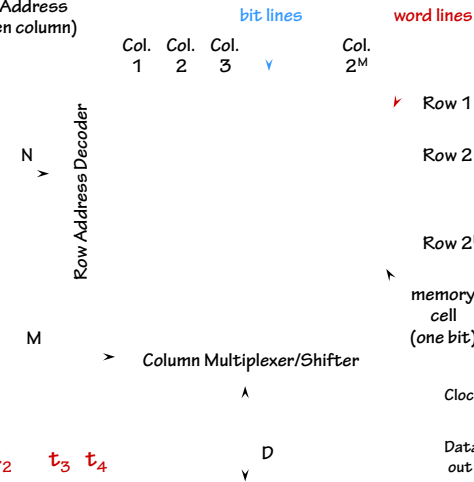 Address
en column)
bit lines
word lines
Col. Col. Col. Col.
1 2 3 2M
Row 1
N
Row 2
Row Address Decoder
Row 2
memory
cell
(one bit)
M
Column Multiplexer/Shifter
Cloc
D
Data
out
2 t3 t4